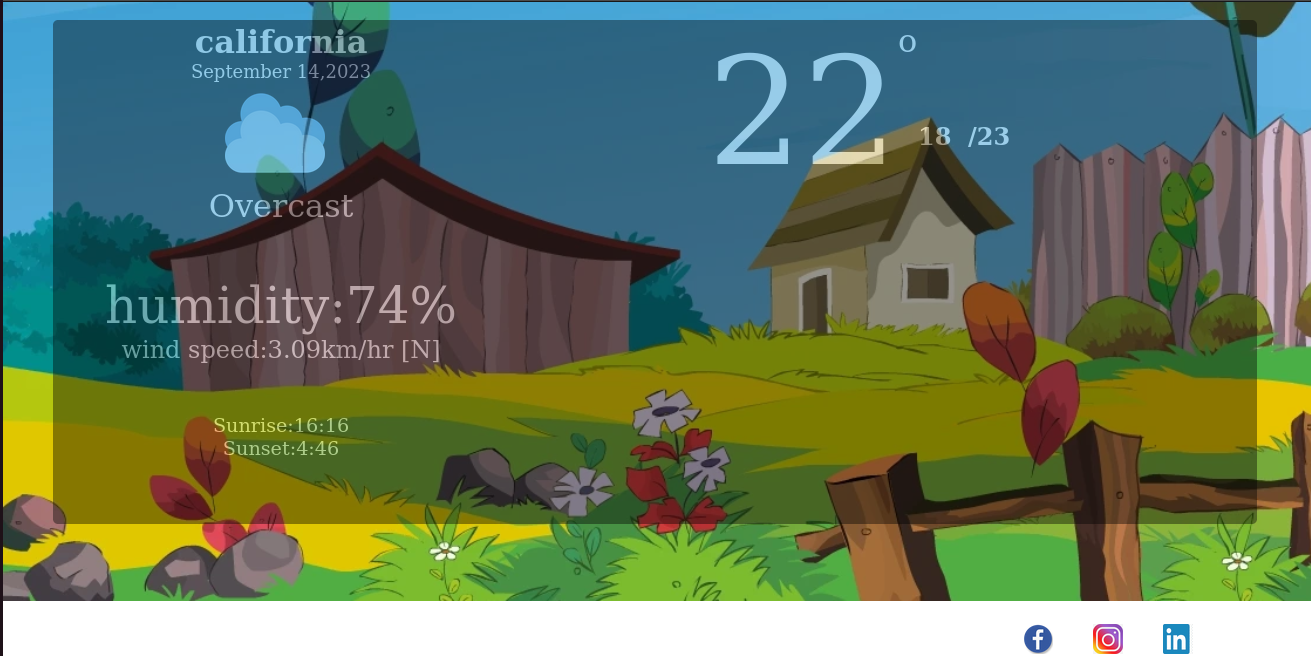 california
September 14,2023
Overcast
humidity:74%
wind speed:3.09km/hr [N]
Sunrise:16:16
Sunset:4:46
22°
18 /23